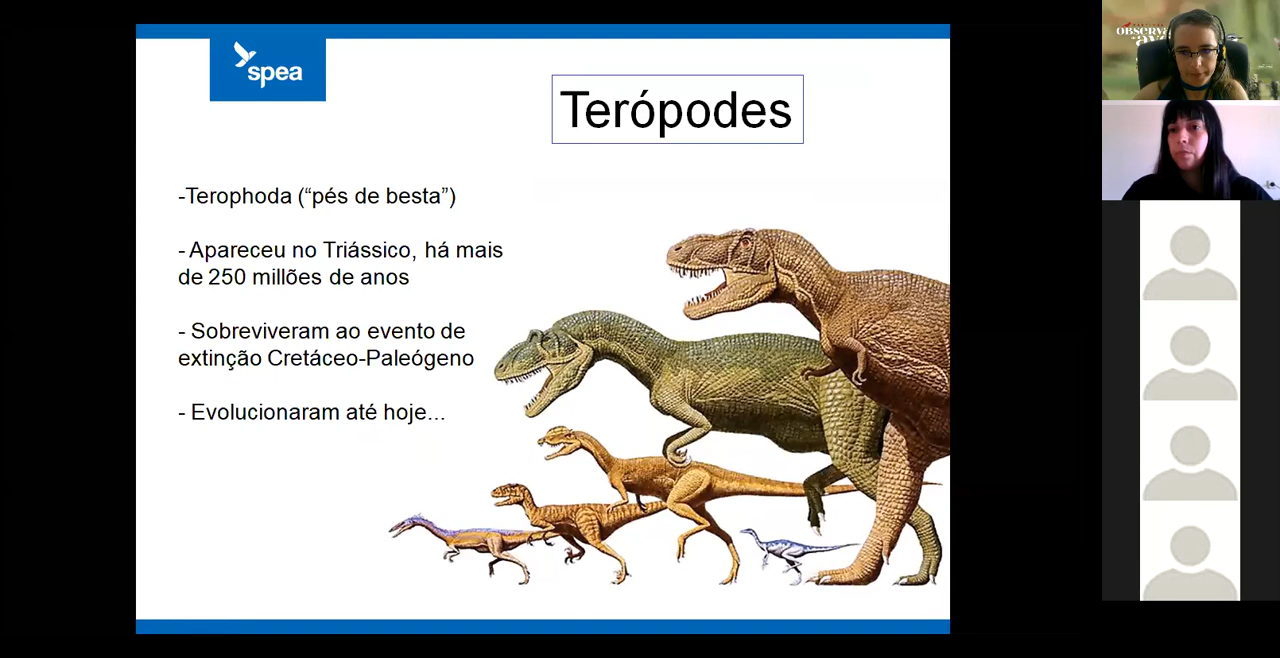 spea
Terópodes
-Terophoda (“pés de besta”)
- Apareceu no Triássico, há mais
de 250 millões de anos
- Sobreviveram ao evento de
extinção Cretáceo-Paleógeno
- Evolucionaram até hoje...